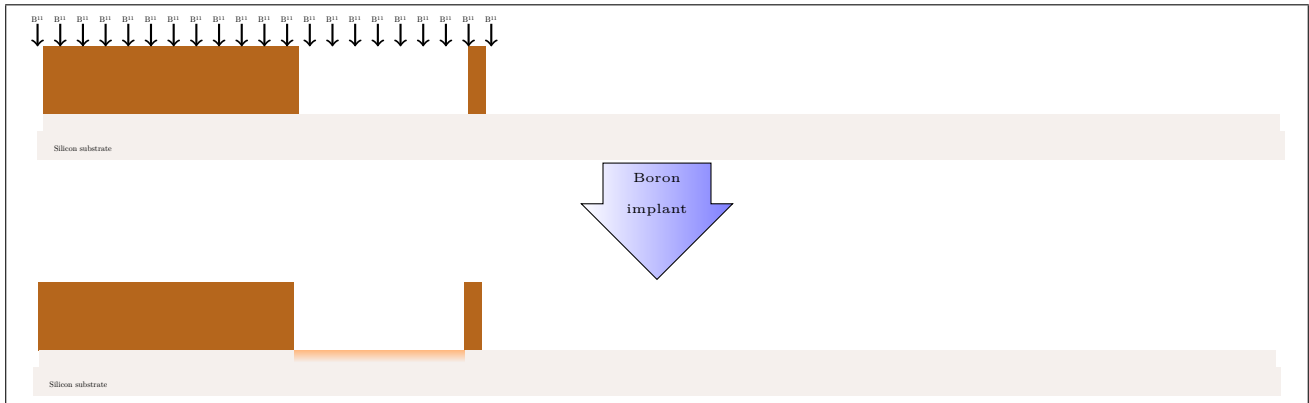 B¹¹ B¹¹ B¹¹ B¹¹ B¹¹ B¹¹ B¹¹ B¹¹ B¹¹ B¹¹ B¹¹ B¹¹ B¹¹ B¹¹ B¹¹ B¹¹ B¹¹ B¹¹ B¹¹ B¹¹ B¹¹
Silicon substrate
Boron
implant
Silicon substrate